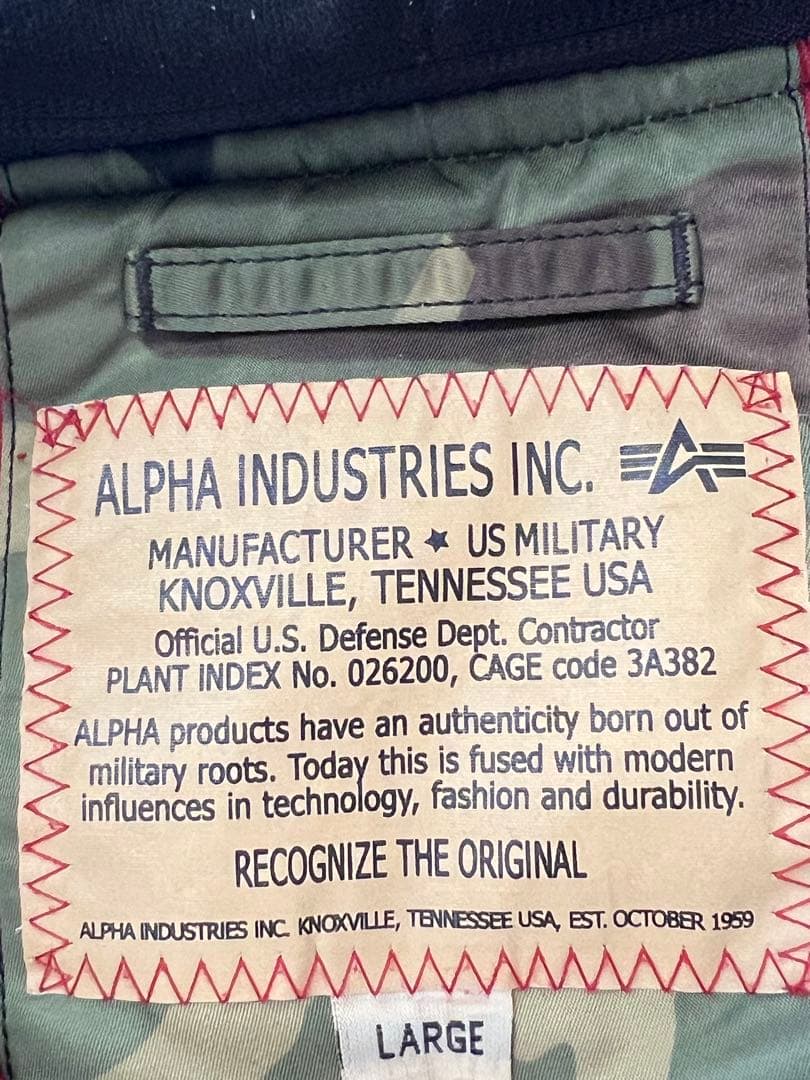 ALPHA INDUSTRIES INC.
MANUFACTURER ★ US MILITARY
KNOXVILLE, TENNESSEE USA
Official U.S. Defense Dept. Contractor
PLANT INDEX No. 026200, CAGE code 3A382
ALPHA products have an authenticity born out of
military roots. Today this is fused with modern
influences in technology, fashion and durability.
RECOGNIZE THE ORIGINAL
ALPHA INDUSTRIES INC. KNOXVILLE, TENNESSEE USA, EST. OCTOBER 1959
LARGE